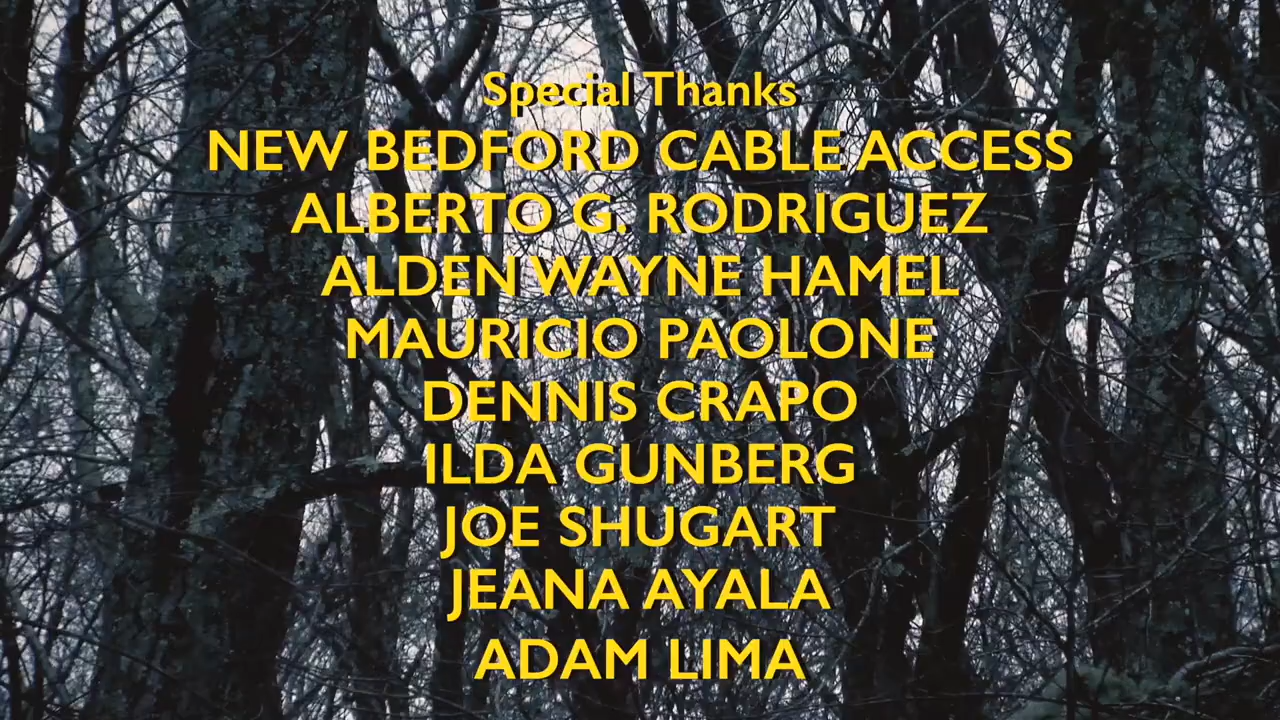 Special Thanks
NEW BEDFORD CABLE ACCESS
ALBERTO G. RODRIGUEZ
ALDEN WAYNE HAMEL
MAURICIO PAOLONE
DENNIS CRAPO
ILDA GUNBERG
JOE SHUGART
JEANA AYALA
ADAM LIMA